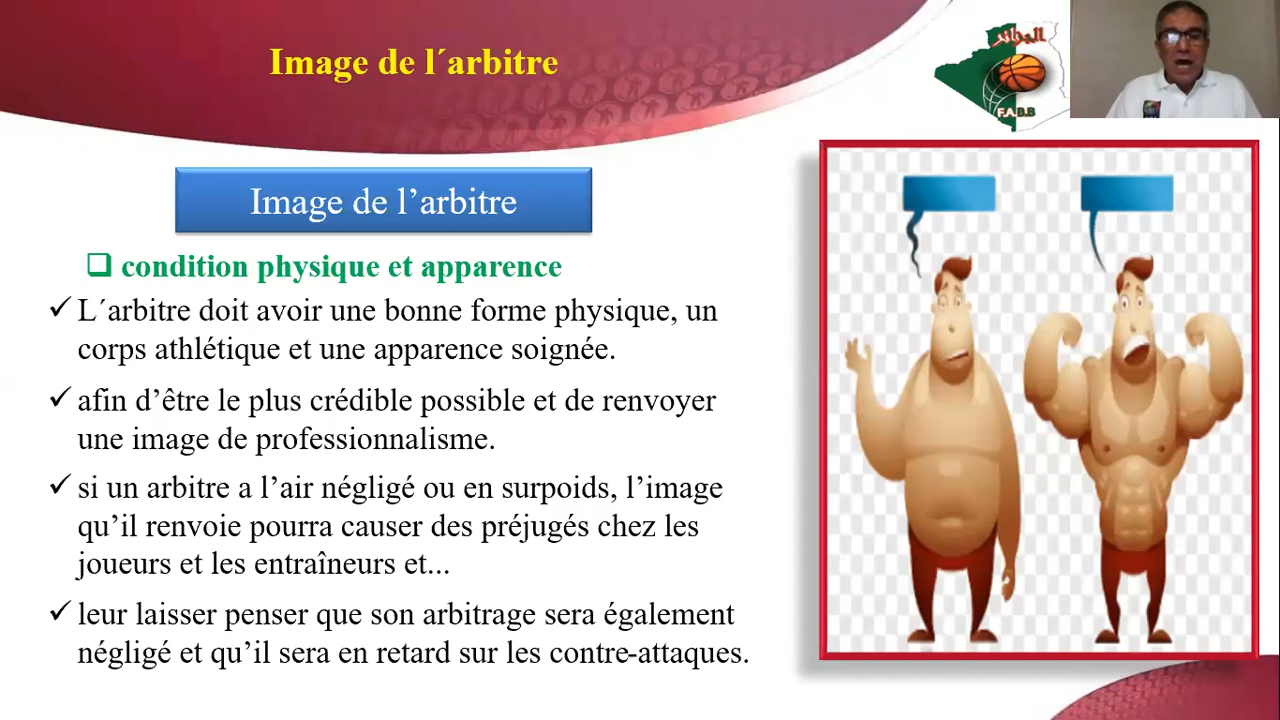 Image de l´arbitre
الجزائر
F.A.B.B
Image de l’arbitre
condition physique et apparence
L´arbitre doit avoir une bonne forme physique, un
corps athlétique et une apparence soignée.
afin d’être le plus crédible possible et de renvoyer
une image de professionnalisme.
si un arbitre a l’air négligé ou en surpoids, l’image
qu’il renvoie pourra causer des préjugés chez les
joueurs et les entraîneurs et...
leur laisser penser que son arbitrage sera également
négligé et qu’il sera en retard sur les contre-attaques.